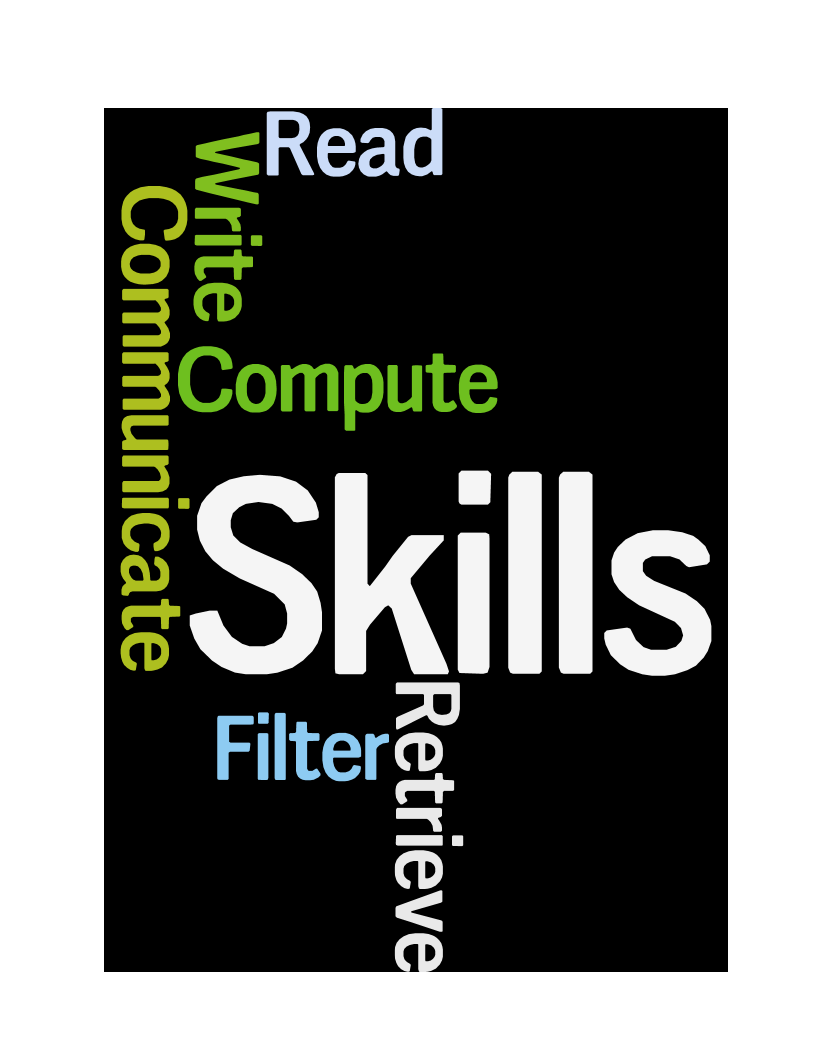 Read
Write
Communicate
Compute
Skills
Filter
Retrieve